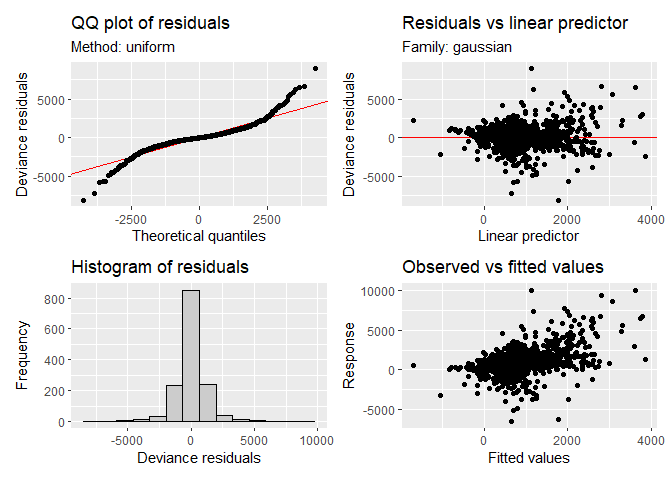 QQ plot of residuals
Method: uniform
Deviance residuals
5000
0
-5000
-2500
0
2500
Theoretical quantiles
Residuals vs linear predictor
Family: gaussian
Deviance residuals
5000
0
-5000
0
2000
4000
Linear predictor
Histogram of residuals
Frequency
800
600
400
200
0
-5000
0
5000
10000
Deviance residuals
Observed vs fitted values
Response
10000
5000
0
-5000
0
2000
4000
Fitted values